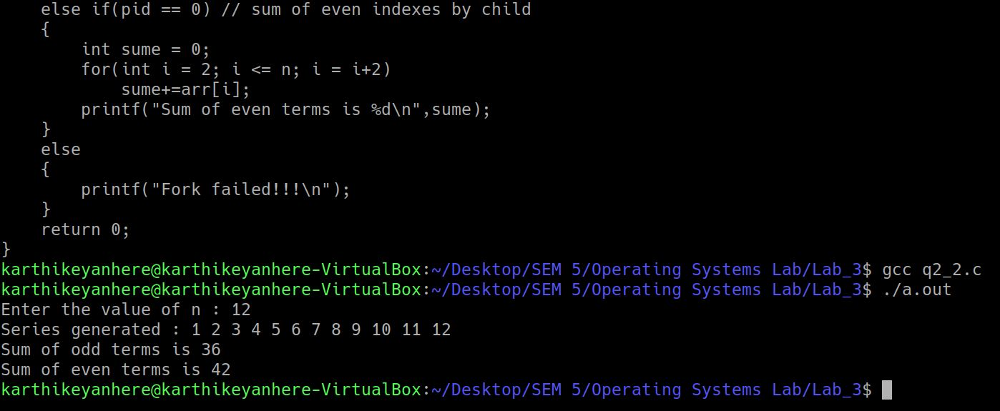 else if(pid == 0) // sum of even indexes by child
    {
        int sume = 0;
        for(int i = 2; i <= n; i = i+2)
            sume+=arr[i];
        printf("Sum of even terms is %d\n",sume);
    }
    else
    {
        printf("Fork failed!!!\n");
    }
    return 0;
}
karthikeyanhere@karthikeyanhere-VirtualBox:~/Desktop/SEM 5/Operating Systems Lab/Lab_3$ gcc q2_2.c
karthikeyanhere@karthikeyanhere-VirtualBox:~/Desktop/SEM 5/Operating Systems Lab/Lab_3$ ./a.out
Enter the value of n : 12
Series generated : 1 2 3 4 5 6 7 8 9 10 11 12
Sum of odd terms is 36
Sum of even terms is 42
karthikeyanhere@karthikeyanhere-VirtualBox:~/Desktop/SEM 5/Operating Systems Lab/Lab_3$